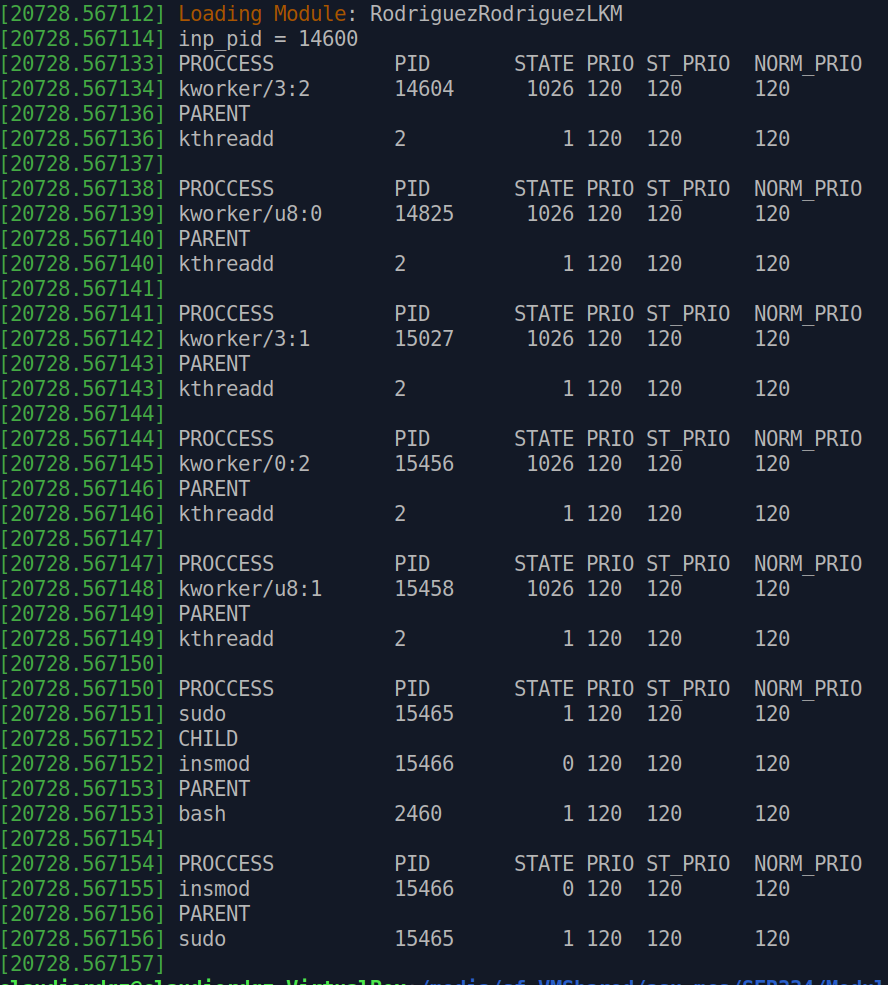 [20728.567112] Loading Module: RodriguezRodriguezLKM
[20728.567114] inp_pid = 14600
[20728.567133] PROCCESS          PID       STATE PRIO ST_PRIO  NORM_PRIO
[20728.567134] kworker/3:2       14604      1026 120  120      120
[20728.567136] PARENT
[20728.567136] kthreadd          2             1 120  120      120
[20728.567137]
[20728.567138] PROCCESS          PID       STATE PRIO ST_PRIO  NORM_PRIO
[20728.567139] kworker/u8:0      14825      1026 120  120      120
[20728.567140] PARENT
[20728.567140] kthreadd          2             1 120  120      120
[20728.567141]
[20728.567141] PROCCESS          PID       STATE PRIO ST_PRIO  NORM_PRIO
[20728.567142] kworker/3:1       15027      1026 120  120      120
[20728.567143] PARENT
[20728.567143] kthreadd          2             1 120  120      120
[20728.567144]
[20728.567144] PROCCESS          PID       STATE PRIO ST_PRIO  NORM_PRIO
[20728.567145] kworker/0:2       15456      1026 120  120      120
[20728.567146] PARENT
[20728.567146] kthreadd          2             1 120  120      120
[20728.567147]
[20728.567147] PROCCESS          PID       STATE PRIO ST_PRIO  NORM_PRIO
[20728.567148] kworker/u8:1      15458      1026 120  120      120
[20728.567149] PARENT
[20728.567149] kthreadd          2             1 120  120      120
[20728.567150]
[20728.567150] PROCCESS          PID       STATE PRIO ST_PRIO  NORM_PRIO
[20728.567151] sudo              15465         1 120  120      120
[20728.567152] CHILD
[20728.567152] insmod            15466         0 120  120      120
[20728.567153] PARENT
[20728.567153] bash              2460          1 120  120      120
[20728.567154]
[20728.567154] PROCCESS          PID       STATE PRIO ST_PRIO  NORM_PRIO
[20728.567155] insmod            15466         0 120  120      120
[20728.567156] PARENT
[20728.567156] sudo              15465         1 120  120      120
[20728.567157]